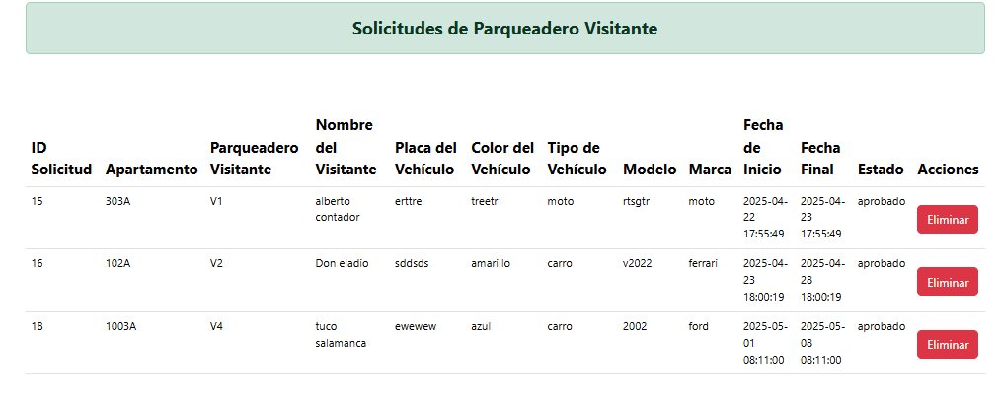 Solicitudes de Parqueadero Visitante
ID Solicitud Apartamento Parqueadero Visitante Nombre del Visitante Placa del Vehículo Color del Vehículo Tipo de Vehículo Modelo Marca Fecha de Inicio Fecha Final Estado Acciones
15 303A V1 alberto contador erttre treetr moto rtsgtr moto 2025-04-22 17:55:49 2025-04-23 17:55:49 aprobado Eliminar
16 102A V2 Don eladio sddsds amarillo carro v2022 ferrari 2025-04-23 18:00:19 2025-04-28 18:00:19 aprobado Eliminar
18 1003A V4 tuco salamanca ewewew azul carro 2002 ford 2025-05-01 08:11:00 2025-05-08 08:11:00 aprobado Eliminar